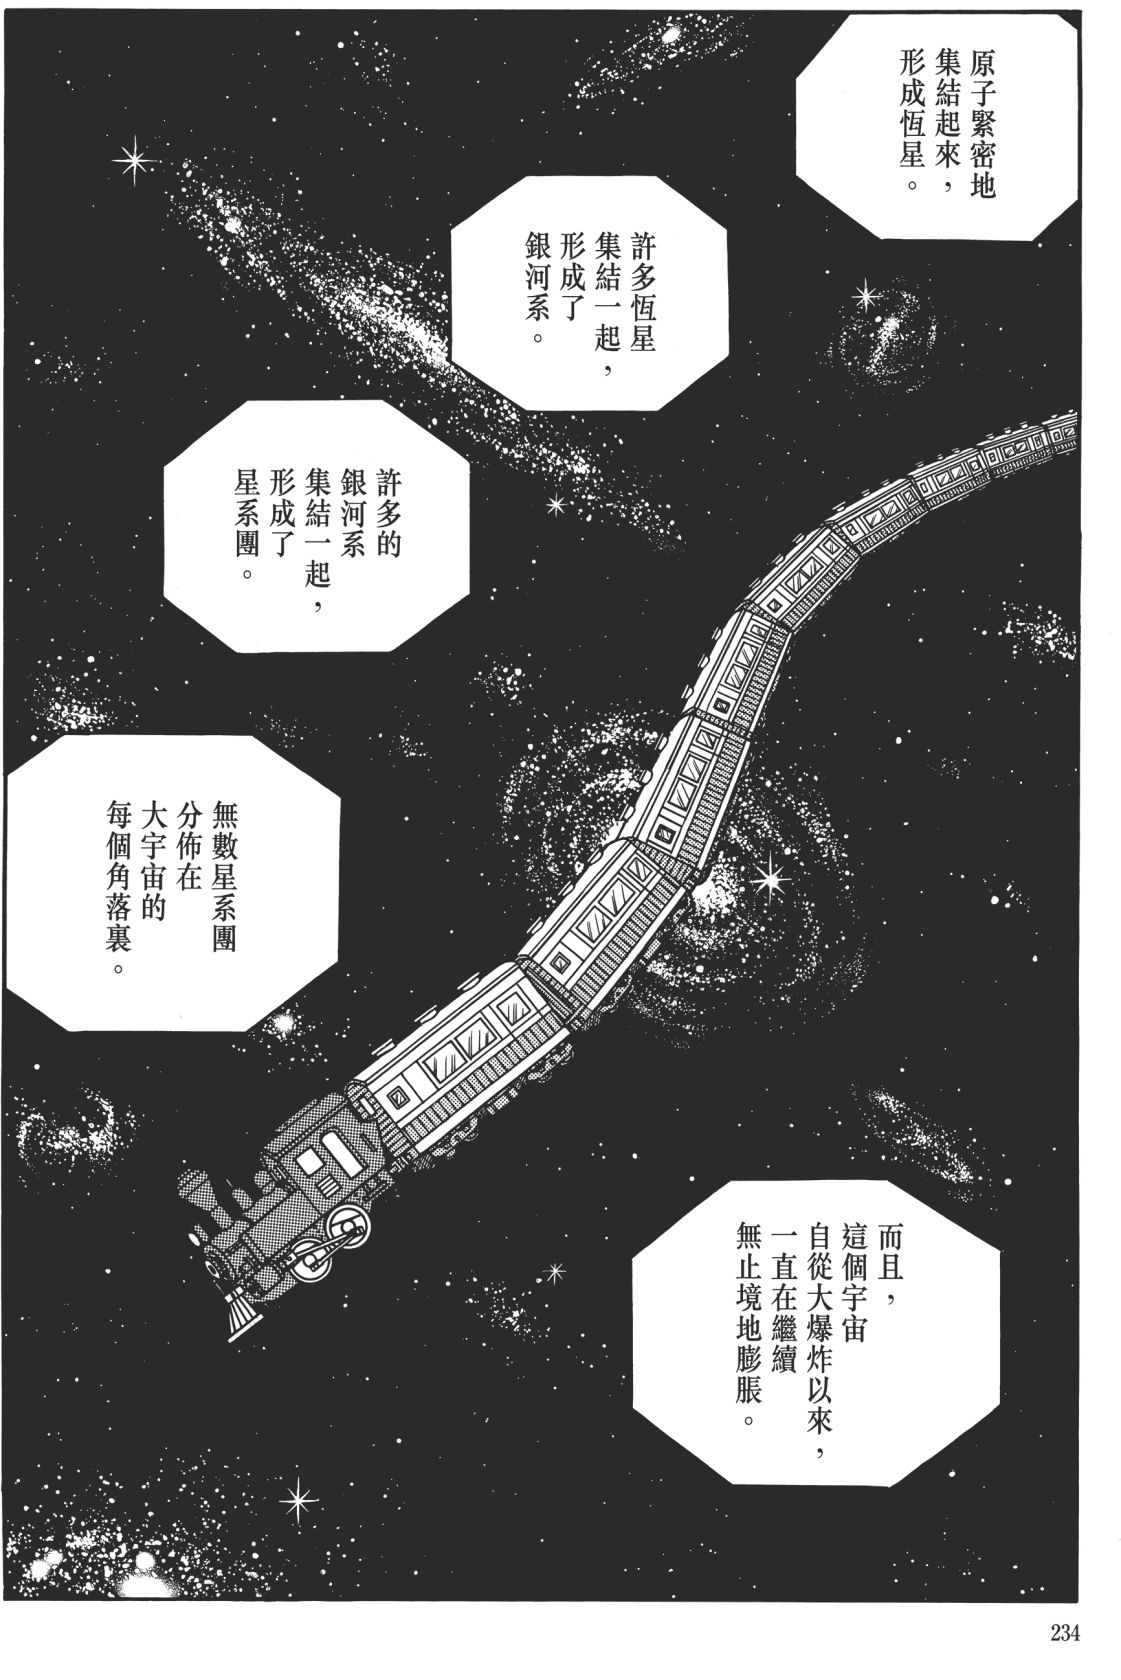 原子緊密地
集結起來，
形成恆星。
許多恆星
集結一起，
形成了
銀河系。
許多的
銀河系
集結一起，
形成了
星系團。
無數星系團
分佈在
大宇宙的
每個角落裏。
而且，
這個宇宙
自從大爆炸以來，
一直在繼續
無止境地膨脹。
234